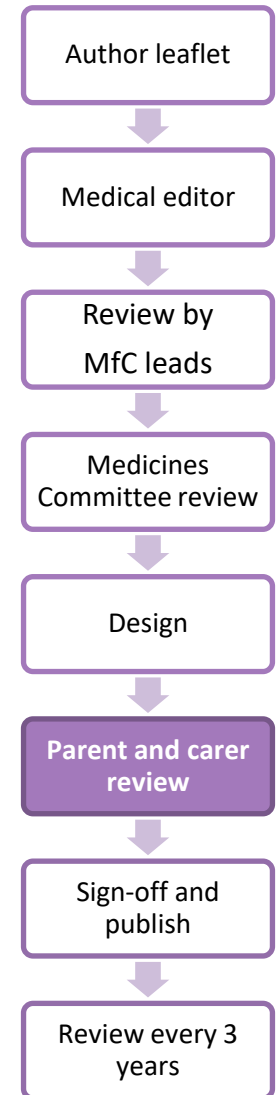 Author leaflet
Medical editor
Review by
MfC leads
Medicines
Committee review
Design
Parent and carer
review
Sign-off and
publish
Review every 3
years